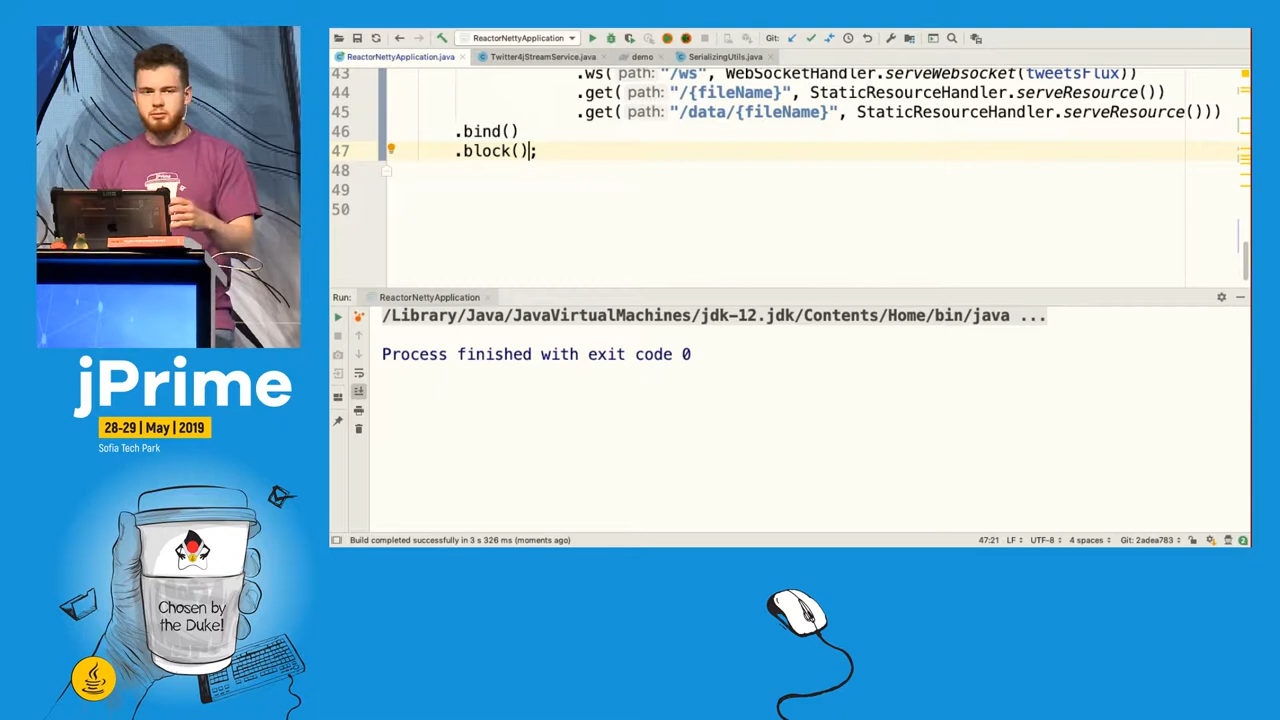 ReactorNettyApplication
Git:
ReactorNettyApplication.java
Twitter4jStreamService.java
demo
SerializingUtils.java
43 .ws( path: "/ws", WebSocketHandler.serveWebsocket(tweetsFlux))
44 .get( path: "/{fileName}", StaticResourceHandler.serveResource())
45 .get( path: "/data/{fileName}", StaticResourceHandler.serveResource()))
46 .bind()
47 .block();
48
49
50
Run: ReactorNettyApplication
/Library/Java/JavaVirtualMachines/jdk-12.jdk/Contents/Home/bin/java ...
Process finished with exit code 0
Build completed successfully in 3 s 326 ms (moments ago)
47:21 LF UTF-8 4 spaces Git: 2adea783
jPrime
28-29 | May | 2019
Sofia Tech Park
Chosen by
the Duke!